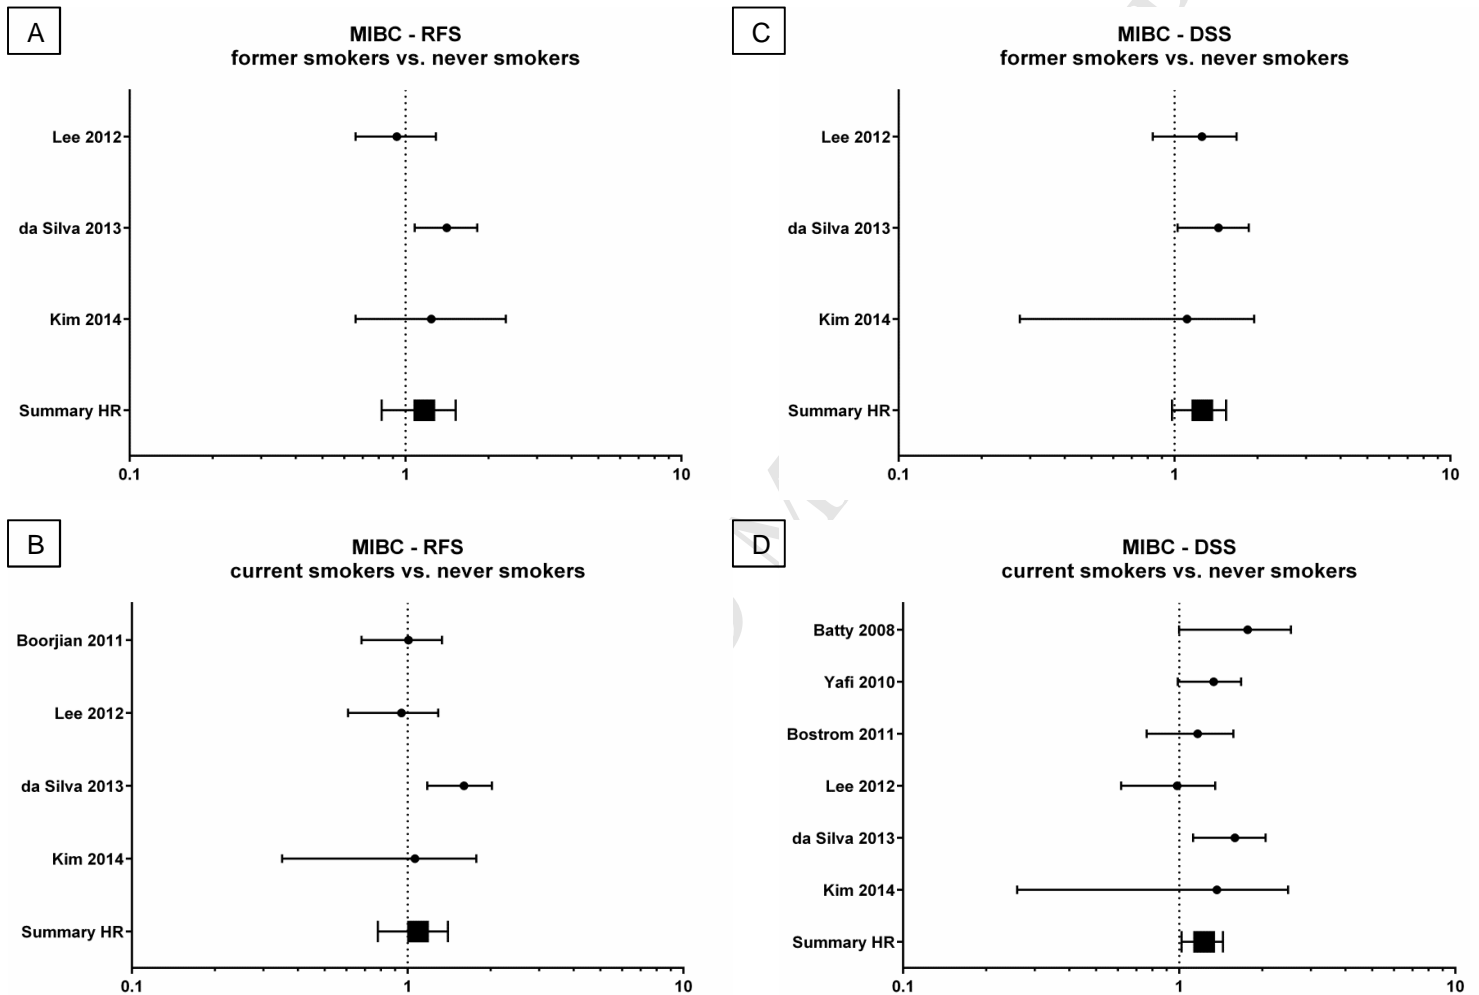 A
MIBC - RFS
former smokers vs. never smokers
Lee 2012
da Silva 2013
Kim 2014
Summary HR
0.1 1 10
C
MIBC - DSS
former smokers vs. never smokers
Lee 2012
da Silva 2013
Kim 2014
Summary HR
0.1 1 10
B
MIBC - RFS
current smokers vs. never smokers
Boorjian 2011
Lee 2012
da Silva 2013
Kim 2014
Summary HR
0.1 1 10
D
MIBC - DSS
current smokers vs. never smokers
Batty 2008
Yafi 2010
Bostrom 2011
Lee 2012
da Silva 2013
Kim 2014
Summary HR
0.1 1 10